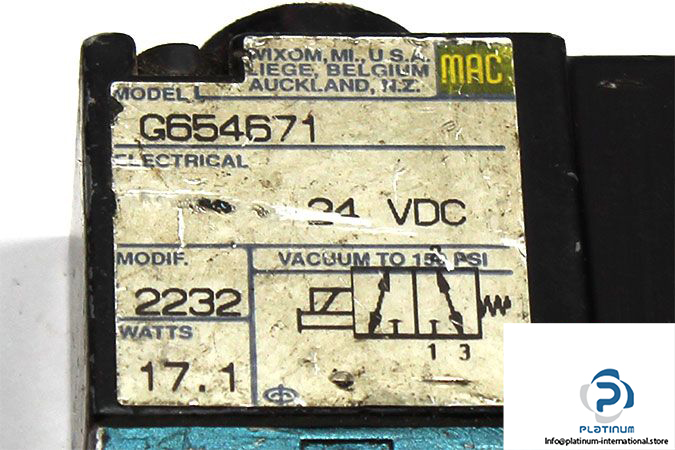 WIXOM, MI., U.S.A.
LIEGE, BELGIUM
AUCKLAND, N.Z.
MAC
MODEL
G654671
ELECTRICAL
24 VDC
MODIF.
VACUUM TO 150 PSI
2232
WATTS
17.1
1 3
PLATINUM
Info@platinum-international.store